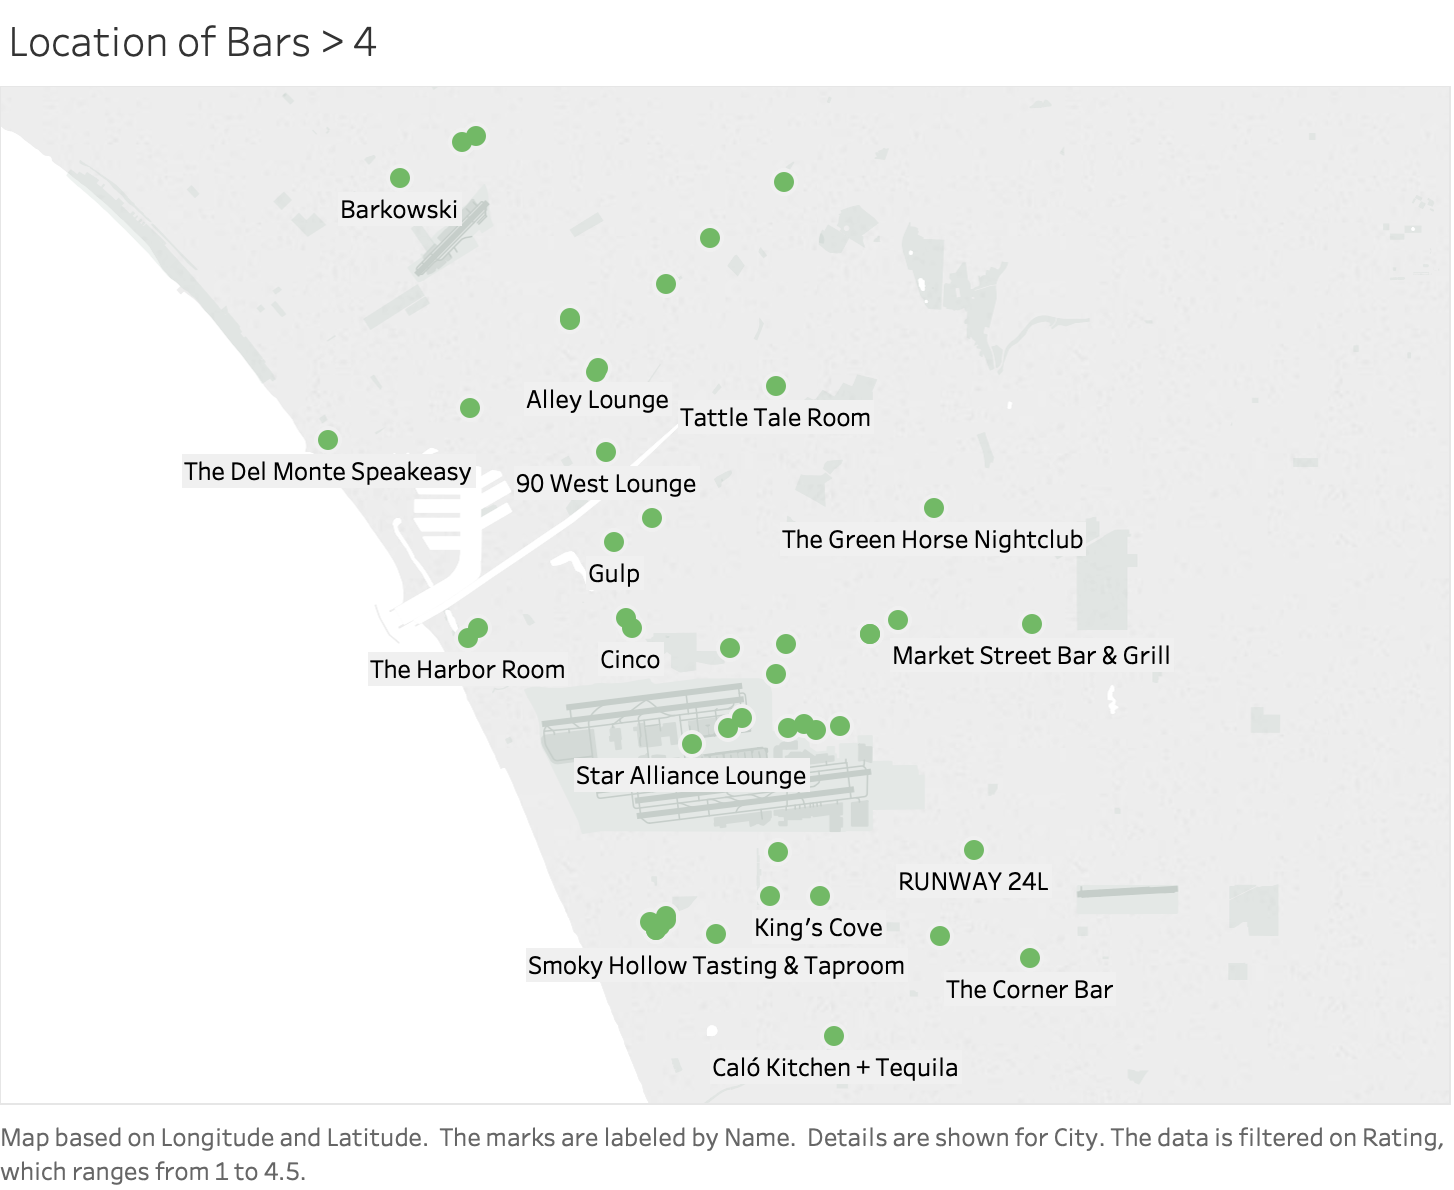 Location of Bars > 4
Barkowski
Alley Lounge
Tattle Tale Room
The Del Monte Speakeasy
90 West Lounge
The Green Horse Nightclub
Gulp
Market Street Bar & Grill
Cinco
The Harbor Room
Star Alliance Lounge
RUNWAY 24L
King's Cove
Smoky Hollow Tasting & Taproom
The Corner Bar
Caló Kitchen + Tequila
Map based on Longitude and Latitude.  The marks are labeled by Name.  Details are shown for City. The data is filtered on Rating,
which ranges from 1 to 4.5.